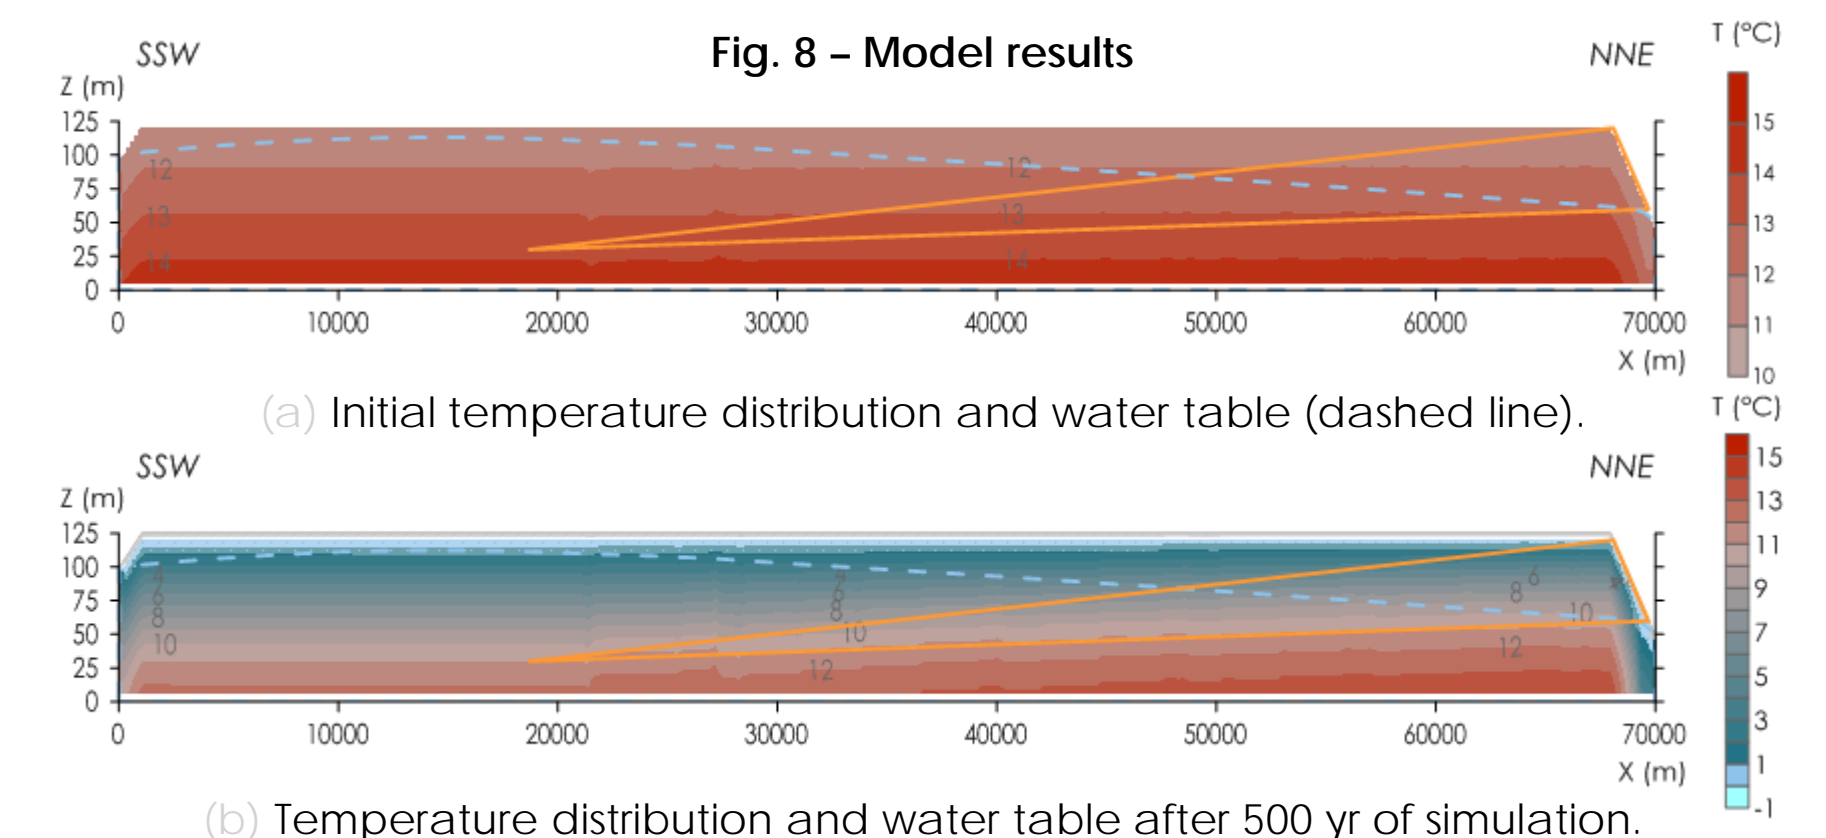 Fig. 8 – Model results
SSW
NNE
T (°C)
Z (m)
125
100
75
50
25
0
12
13
14
12
13
14
15
14
13
12
11
10
0 10000 20000 30000 40000 50000 60000 70000
X (m)
(a) Initial temperature distribution and water table (dashed line).
T (°C)
SSW
NNE
Z (m)
125
100
75
50
25
0
4
6
8
10
8
10
12
6
8
10
12
15
13
11
9
7
5
3
1
-1
0 10000 20000 30000 40000 50000 60000 70000
X (m)
(b) Temperature distribution and water table after 500 yr of simulation.